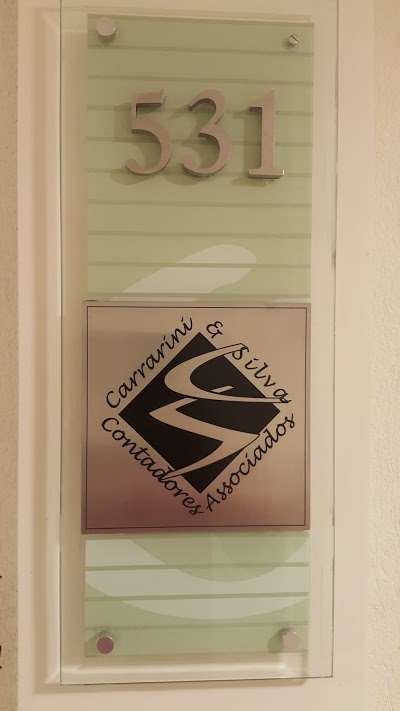 531
Carrarini & Silva
Contadores Associados